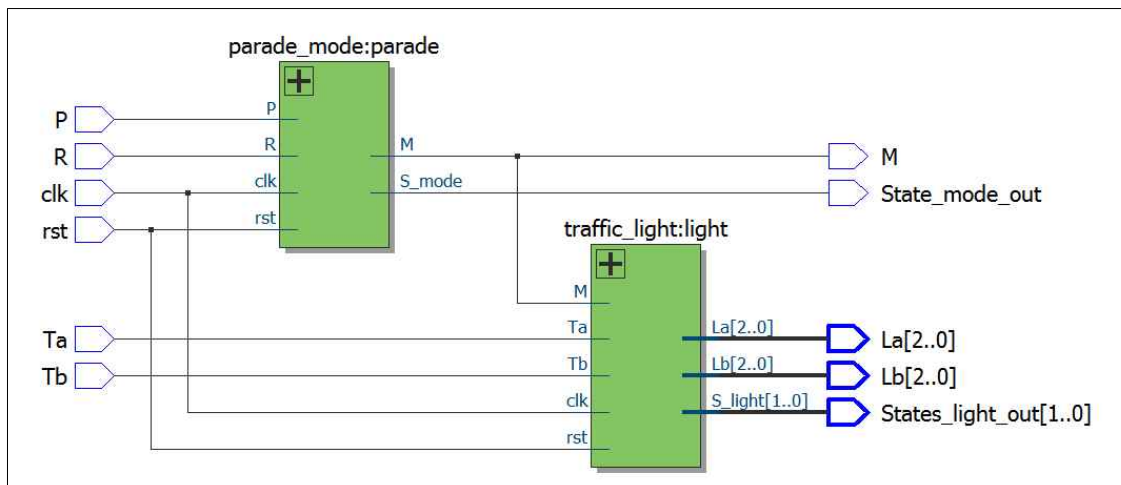 parade_mode:parade
P
P
R
R
M
M
clk
clk
S_mode
State_mode_out
rst
rst
traffic_light:light
M
Ta
Ta
La[2..0]
La[2..0]
Tb
Tb
Lb[2..0]
Lb[2..0]
clk
S_light[1..0]
States_light_out[1..0]
rst